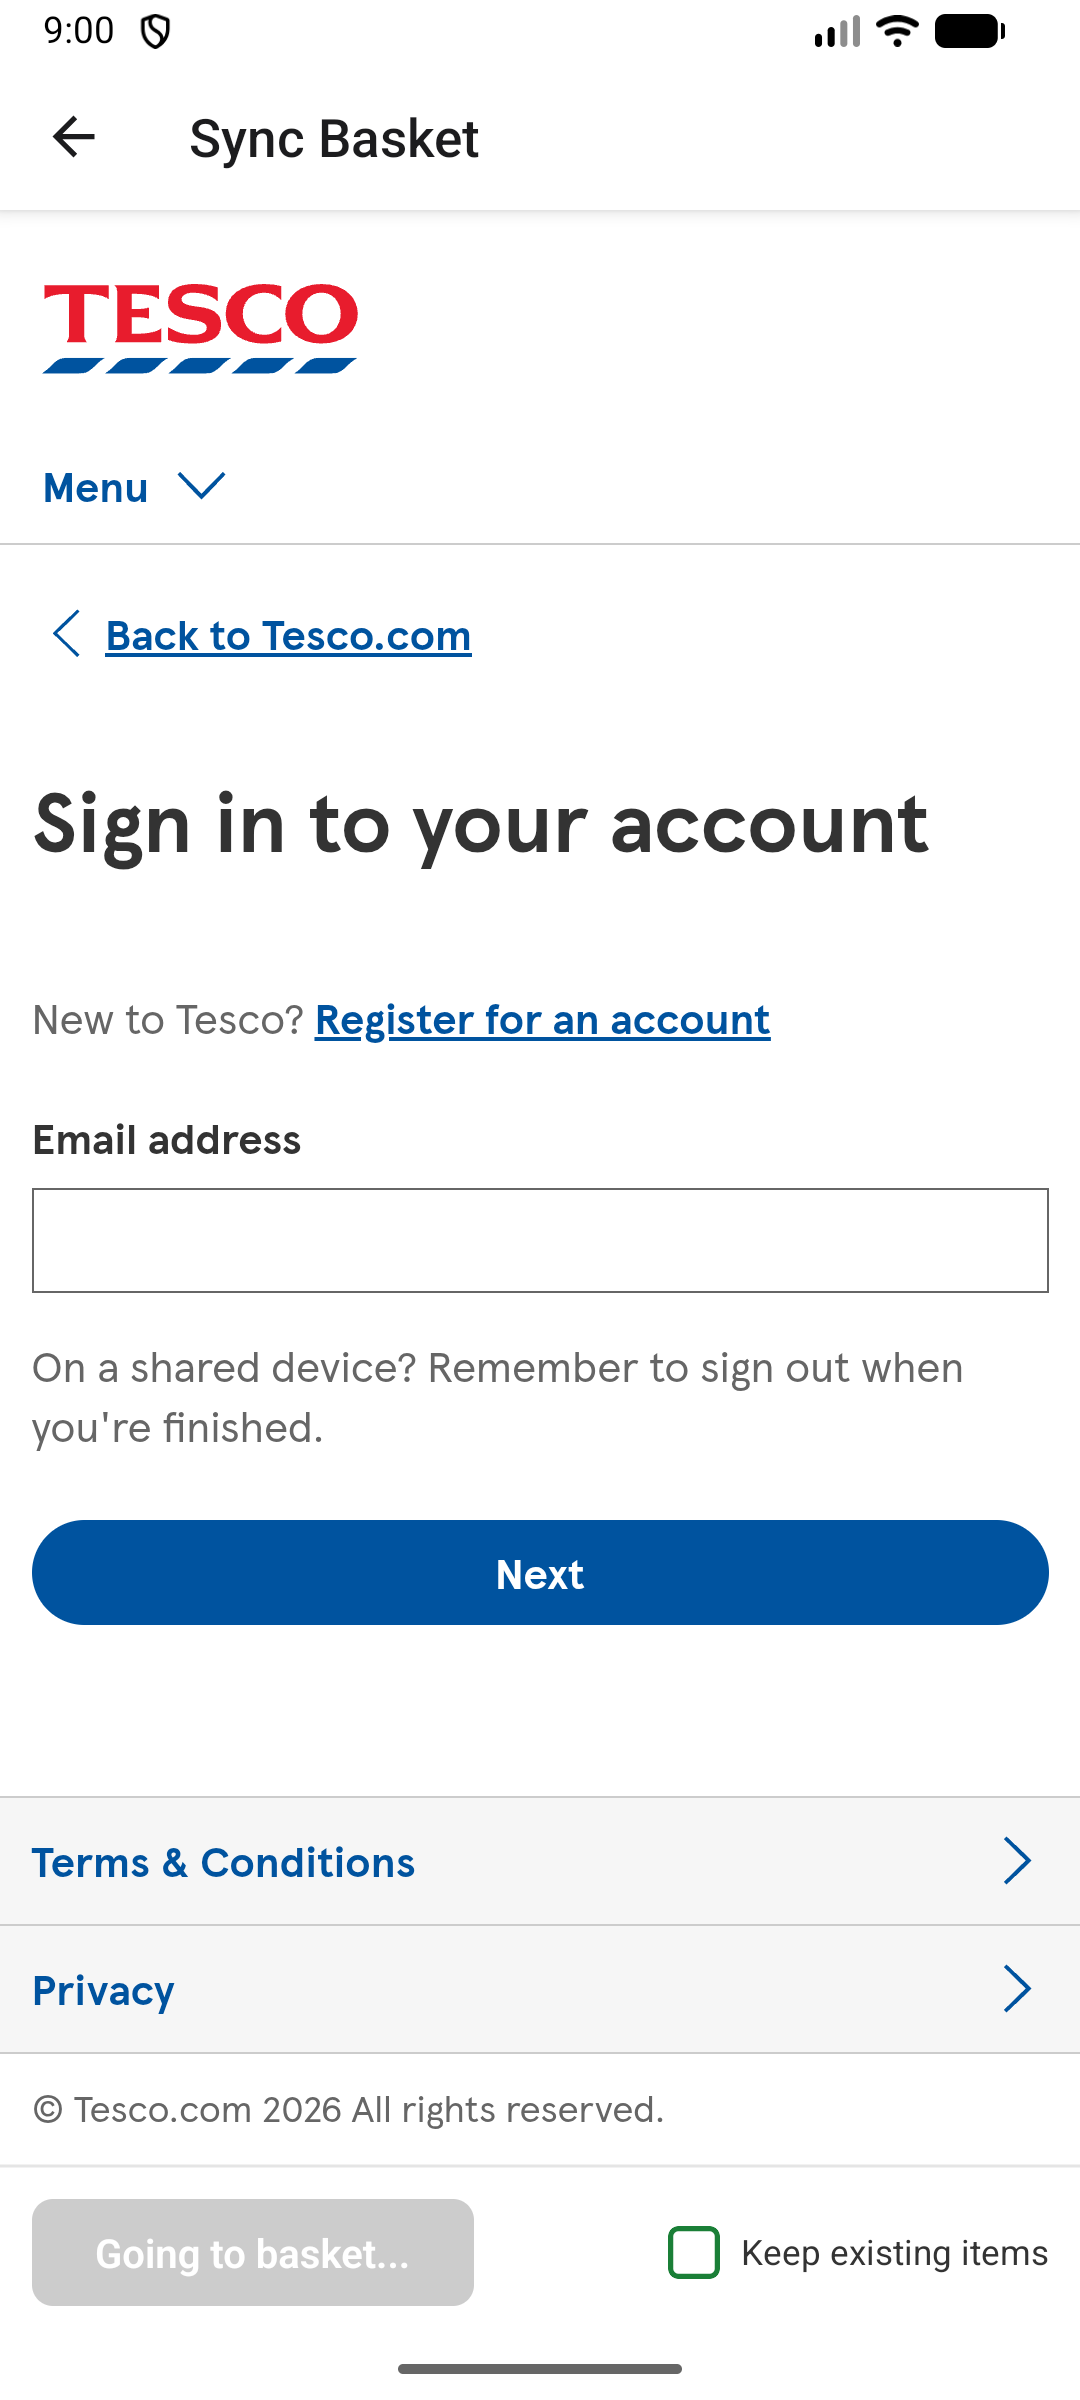 9:00
Sync Basket
TESCO
Menu
Back to Tesco.com
Sign in to your account
New to Tesco? Register for an account
Email address
On a shared device? Remember to sign out when
you're finished.
Next
Terms & Conditions
Privacy
© Tesco.com 2026 All rights reserved.
Going to basket...
Keep existing items